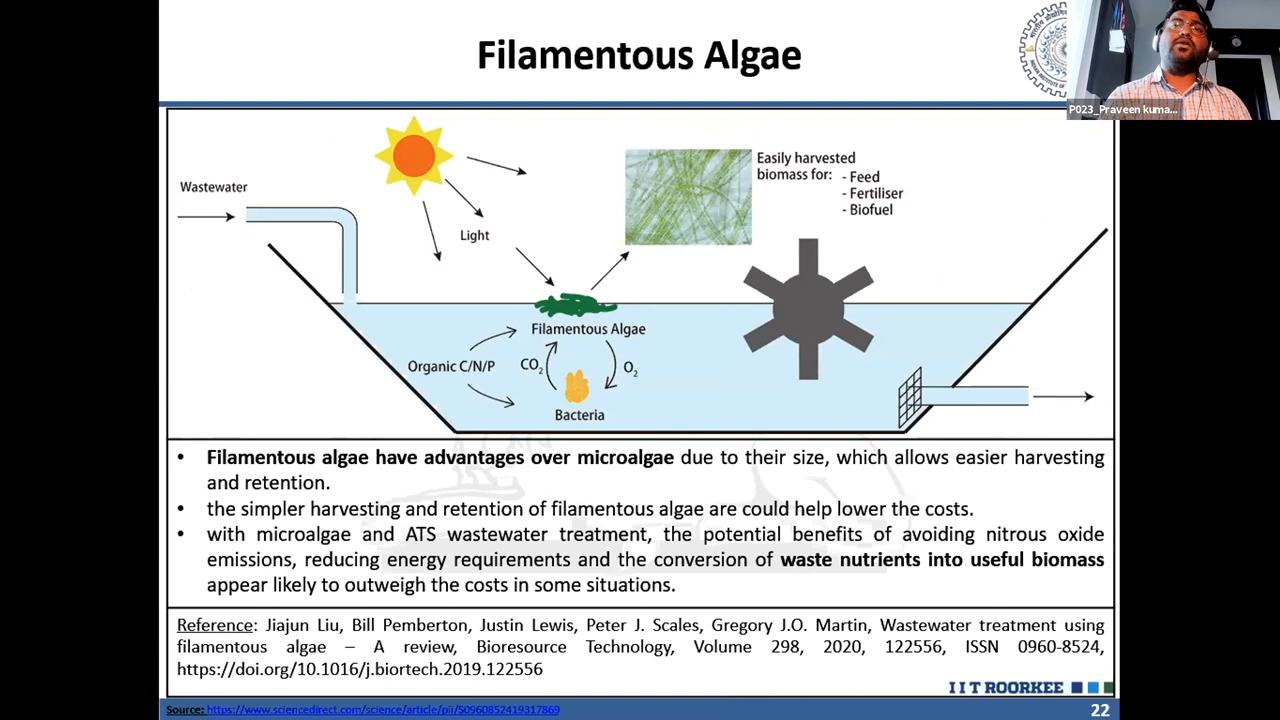 Filamentous Algae
P023_Praveen kuma...
Wastewater
Light
Easily harvested
biomass for:
- Feed
- Fertiliser
- Biofuel
Filamentous Algae
Organic C/N/P
CO2
O2
Bacteria
• Filamentous algae have advantages over microalgae due to their size, which allows easier harvesting
and retention.
• the simpler harvesting and retention of filamentous algae are could help lower the costs.
• with microalgae and ATS wastewater treatment, the potential benefits of avoiding nitrous oxide
emissions, reducing energy requirements and the conversion of waste nutrients into useful biomass
appear likely to outweigh the costs in some situations.
Reference: Jiajun Liu, Bill Pemberton, Justin Lewis, Peter J. Scales, Gregory J.O. Martin, Wastewater treatment using
filamentous algae – A review, Bioresource Technology, Volume 298, 2020, 122556, ISSN 0960-8524,
https://doi.org/10.1016/j.biortech.2019.122556
IIT ROORKEE
Source: https://www.sciencedirect.com/science/article/pii/S0960852419317869
22